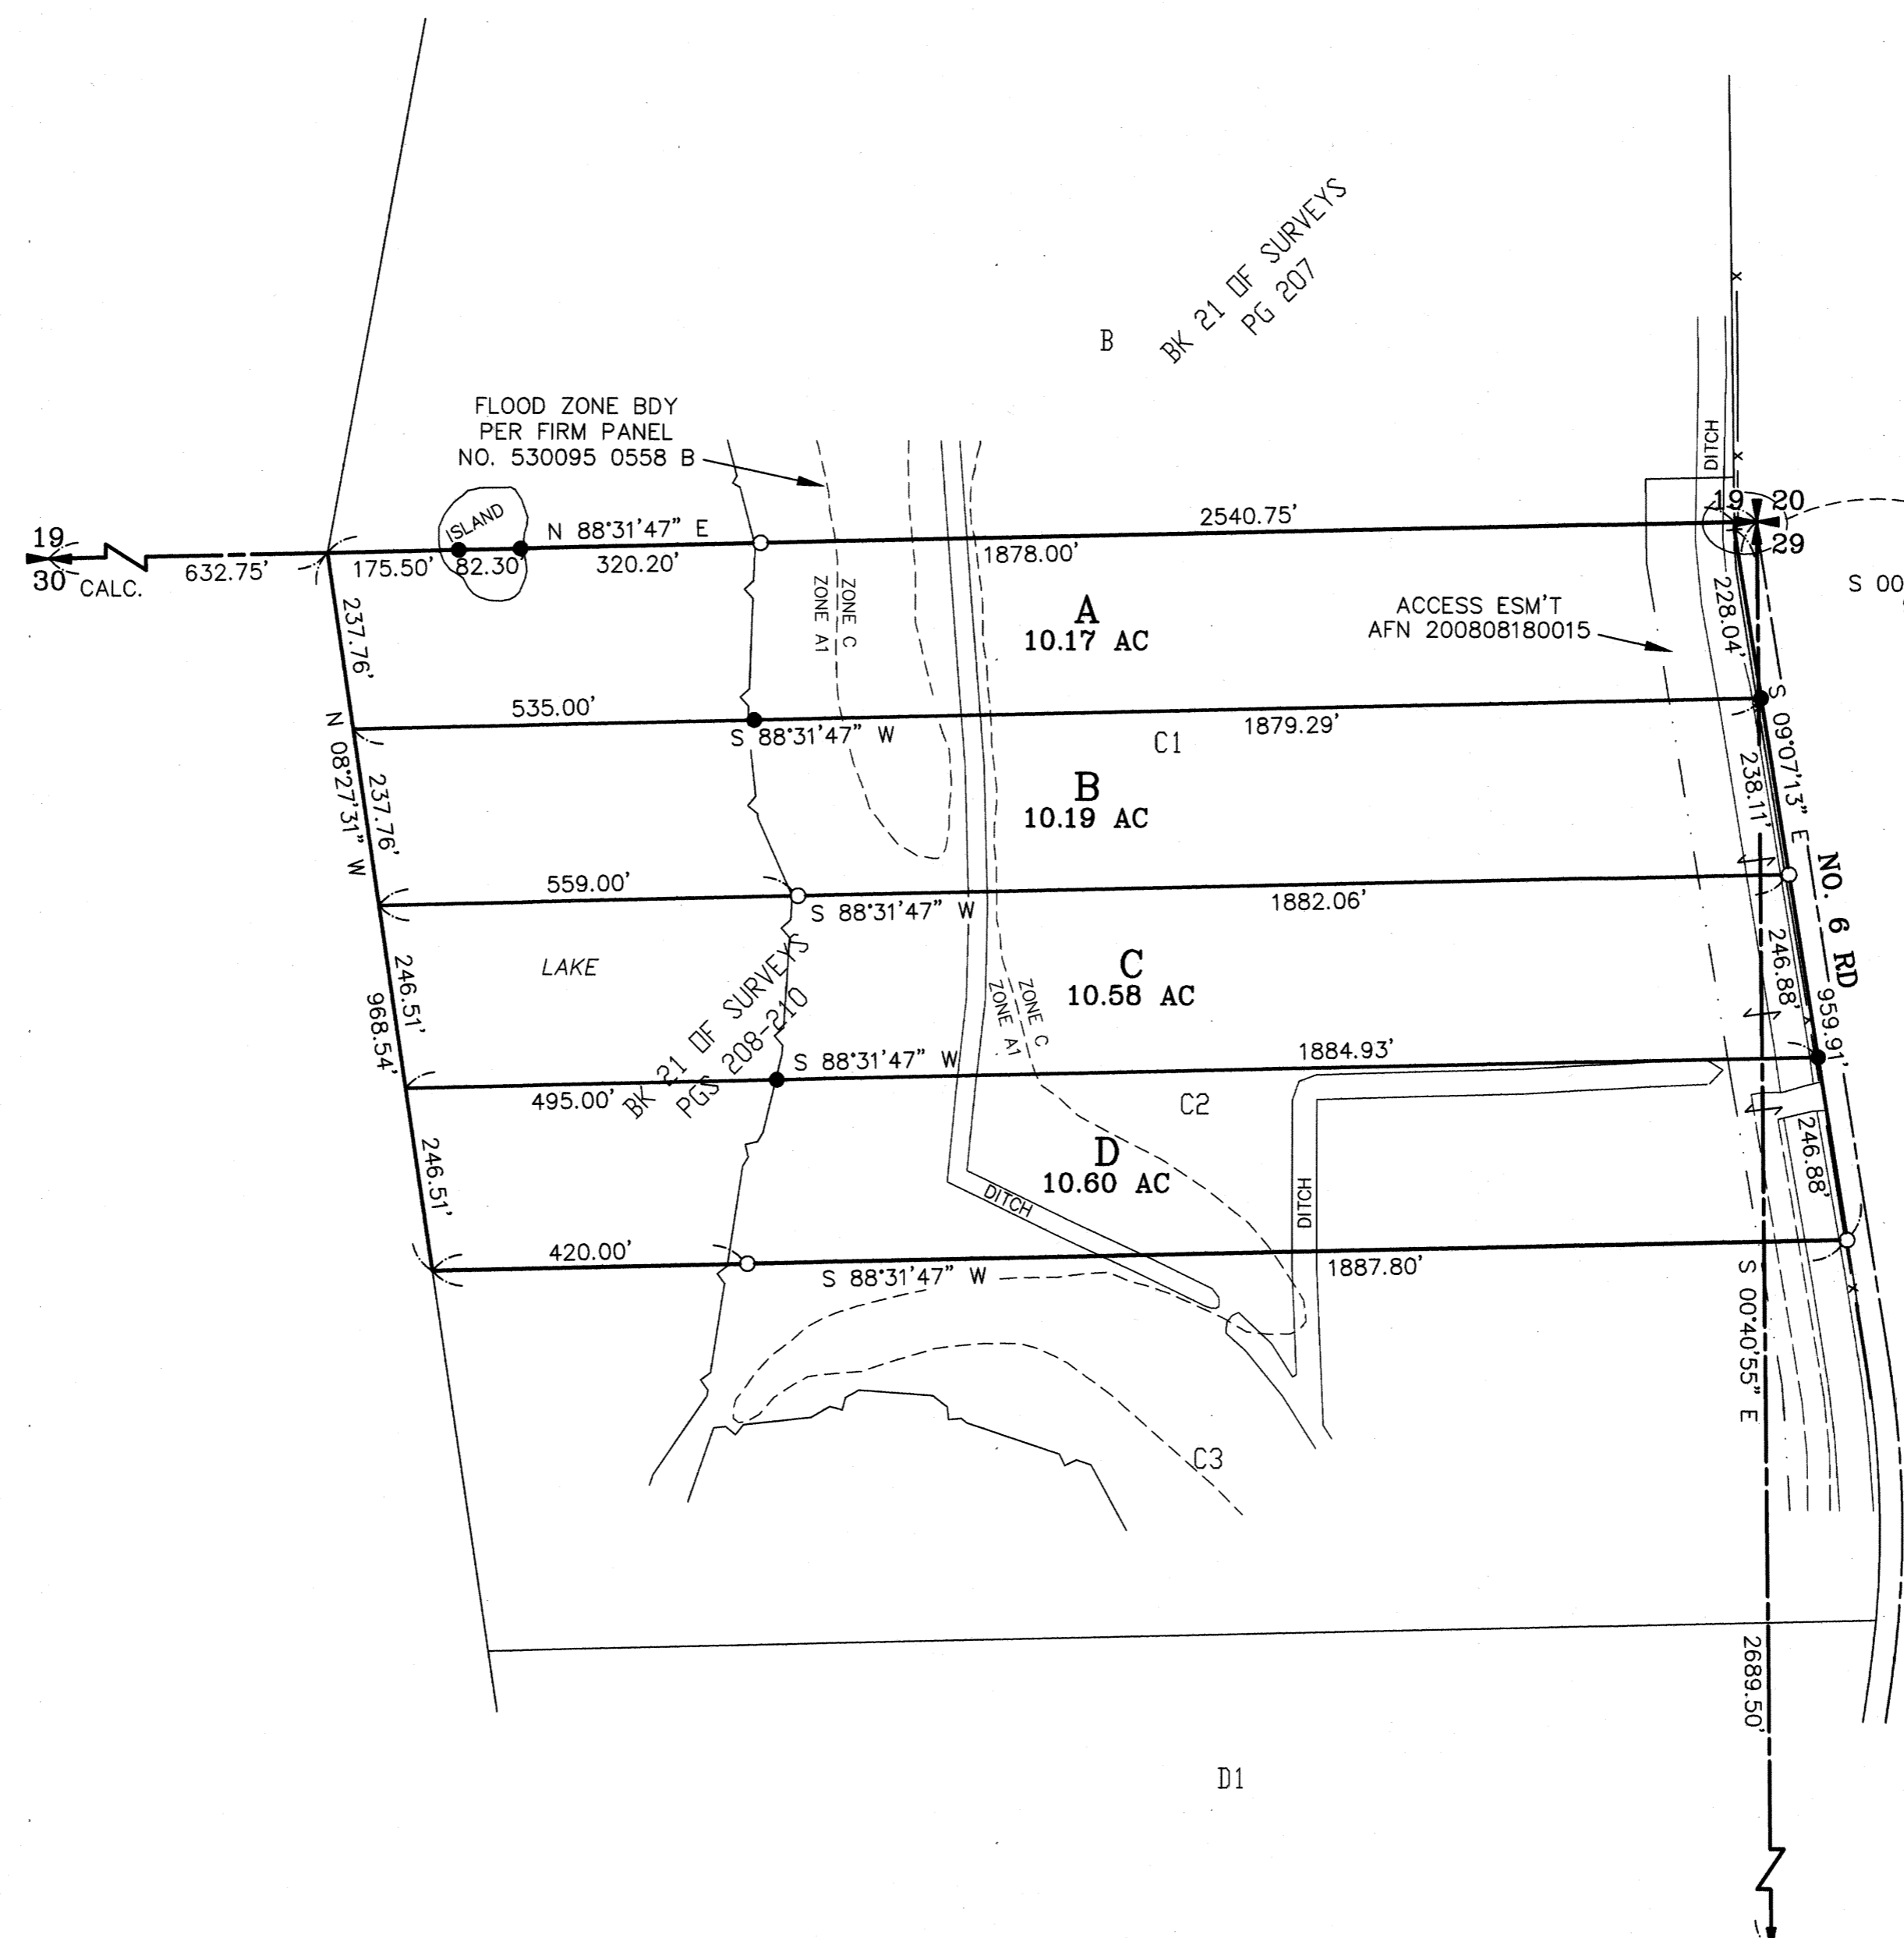 BK 21 OF SURVEYS
PG 207
B
FLOOD ZONE BDY
PER FIRM PANEL
NO. 530095 0558 B
DITCH
19
30
CALC.
632.75'
ISLAND
N 88°31'47" E
2540.75'
175.50'
82.30'
320.20'
1878.00'
19
20
29
S 00
ZONE C
ZONE A1
A
10.17 AC
ACCESS ESM'T
AFN 200808180015
237.76'
228.04'
535.00'
S 88°31'47" W
1879.29'
C1
N 08°27'31" W
S 09°07'13" E
237.76'
B
10.19 AC
238.11'
559.00'
S 88°31'47" W
1882.06'
NO. 6 RD
LAKE
BK 21 OF SURVEYS
PGS 208-210
C
10.58 AC
ZONE C
ZONE A1
246.51'
968.54'
246.88'
959.91'
495.00'
S 88°31'47" W
1884.93'
C2
D
10.60 AC
246.51'
246.88'
DITCH
DITCH
420.00'
S 88°31'47" W
1887.80'
S 00°40'55" E
C3
2689.50'
D1